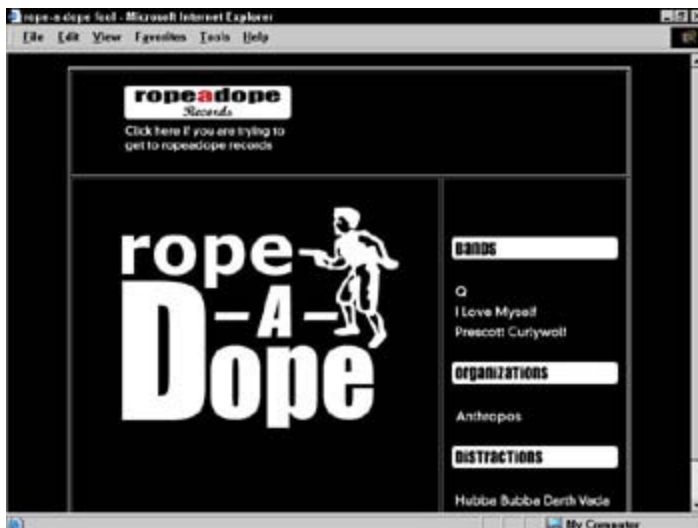 rope-a-dope fool - Microsoft Internet Explorer
File Edit View Favorites Tools Help
ropeadope
Records
Click here if you are trying to
get to ropeadope records
rope-
-A-
Dope
BANDS
Q
I Love Myself
Prescott Curlywolf
ORGANIZATIONS
Anthropos
DISTRACTIONS
Hubba Bubba Darth Vade
My Computer